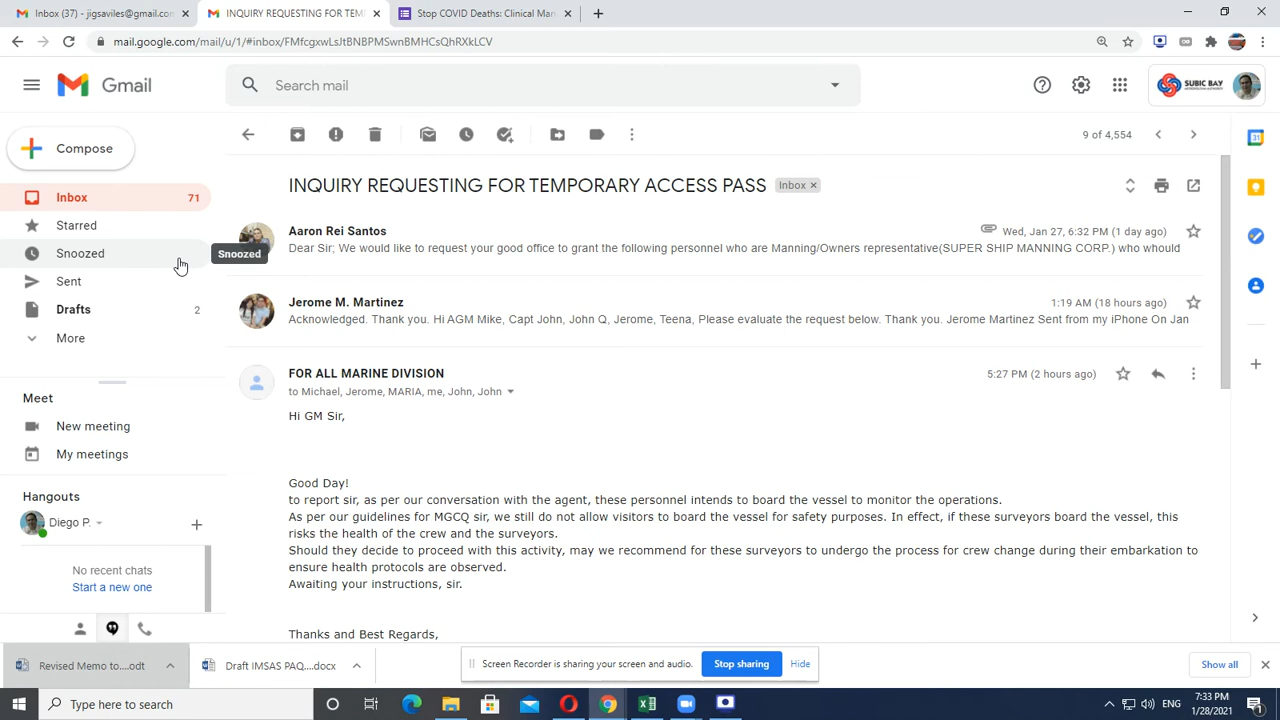 Inbox (37) - jigsaviles@gmail.con
INQUIRY REQUESTING FOR TEM
Stop COVID Deaths: Clinical Man
mail.google.com/mail/u/1/#inbox/FMfcgxwLsJtBNBPMSwnBMHCsQhRXkLCV
Gmail
Search mail
SUBIC BAY
Compose
9 of 4,554
Inbox 71
Starred
Snoozed
Snoozed
Sent
Drafts 2
More
Meet
New meeting
My meetings
Hangouts
Diego P.
No recent chats
Start a new one
INQUIRY REQUESTING FOR TEMPORARY ACCESS PASS Inbox x
Aaron Rei Santos
Wed, Jan 27, 6:32 PM (1 day ago)
Dear Sir; We would like to request your good office to grant the following personnel who are Manning/Owners representative(SUPER SHIP MANNING CORP.) who whould
Jerome M. Martinez
1:19 AM (18 hours ago)
Acknowledged. Thank you. Hi AGM Mike, Capt John, John Q, Jerome, Teena, Please evaluate the request below. Thank you. Jerome Martinez Sent from my iPhone On Jan
FOR ALL MARINE DIVISION
5:27 PM (2 hours ago)
to Michael, Jerome, MARIA, me, John, John
Hi GM Sir,
Good Day!
to report sir, as per our conversation with the agent, these personnel intends to board the vessel to monitor the operations.
As per our guidelines for MGCQ sir, we still do not allow visitors to board the vessel for safety purposes. In effect, if these surveyors board the vessel, this
risks the health of the crew and the surveyors.
Should they decide to proceed with this activity, may we recommend for these surveyors to undergo the process for crew change during their embarkation to
ensure health protocols are observed.
Awaiting your instructions, sir.
Thanks and Best Regards,
31
Revised Memo to....odt
Draft IMSAS PAQ....docx
Screen Recorder is sharing your screen and audio.
Stop sharing
Hide
Show all
Type here to search
ENG
7:33 PM
1/28/2021
1